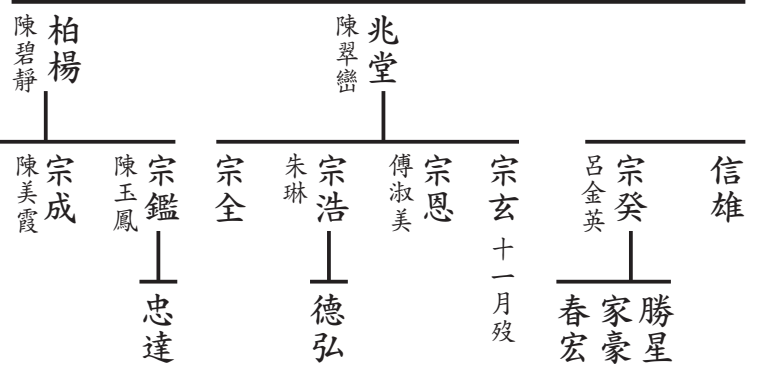 兆堂
陳翠巒
柏楊
陳碧靜
信雄
宗癸
呂金英
宗玄 十一月歿
宗恩
傅淑美
宗浩
朱琳
宗全
宗鑑
陳玉鳳
宗成
陳美霞
勝星
家豪
春宏
德弘
忠達